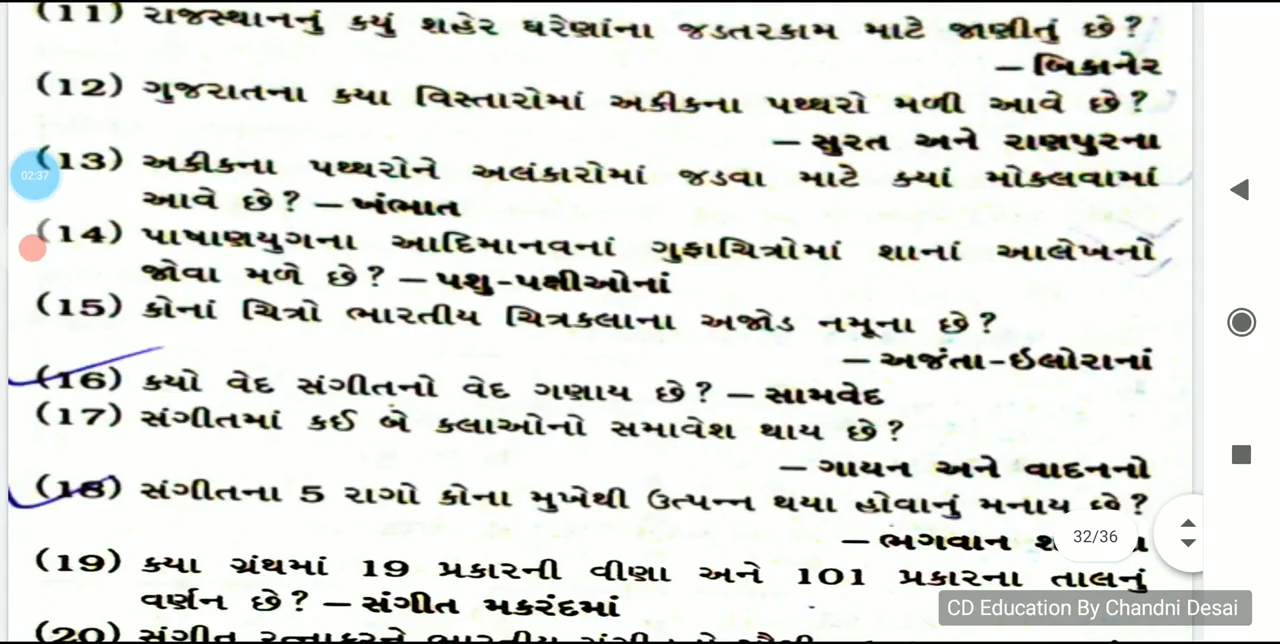 (11) રાજસ્થાનનું કયું શહેર ઘરેણાંના જડતરકામ માટે જાણીતું છે?
– બિકાનેર
(12) ગુજરાતના કયા વિસ્તારોમાં અકીકના પથ્થરો મળી આવે છે?
– સુરત અને રાણપુરના
(13) અકીકના પથ્થરોને અલંકારોમાં જડવા માટે ક્યાં મોકલવામાં
02:37
આવે છે? – ખંભાત
(14) પાષાણયુગના આદિમાનવનાં ગુફાચિત્રોમાં શાનાં આલેખનો
જોવા મળે છે? – પશુ-પક્ષીઓનાં
(15) કોનાં ચિત્રો ભારતીય ચિત્રકલાના અજોડ નમૂના છે?
– અજંતા-ઇલોરાનાં
(16) કયો વેદ સંગીતનો વેદ ગણાય છે? – સામવેદ
(17) સંગીતમાં કઈ બે કલાઓનો સમાવેશ થાય છે?
– ગાયન અને વાદનનો
(18) સંગીતના 5 રાગો કોના મુખેથી ઉત્પન્ન થયા હોવાનું મનાય છે?
– ભગવાન
32/36
(19) કયા ગ્રંથમાં 19 પ્રકારની વીણા અને 101 પ્રકારના તાલનું
વર્ણન છે? – સંગીત મકરંદમાં
CD Education By Chandni Desai
(20) સંગીત